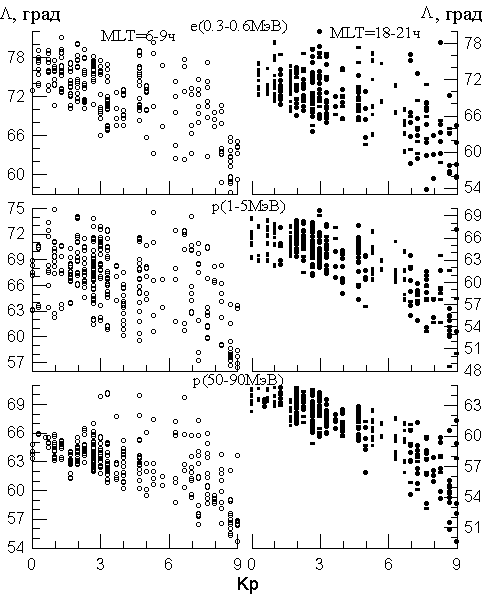 Λ, град Λ, град
e(0.3-0.6МэВ)
MLT=6-9ч MLT=18-21ч
78 78
72 72
66 66
60 60
54
p(1-5МэВ)
75
72 69
69 66
66 63
63 60
60 57
57 54
51
48
p(50-90МэВ)
69
66 63
63 60
60 57
57 54
54 51
0 3 6 9 0 3 6 9
Kp